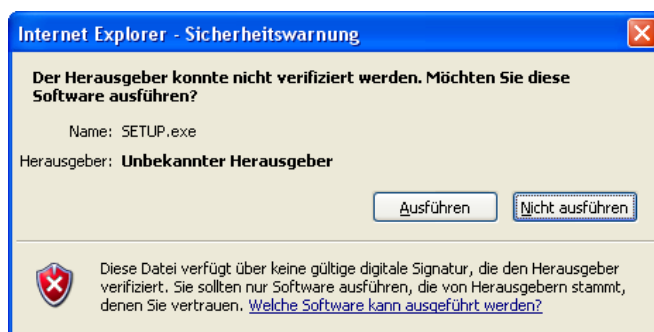 Internet Explorer - Sicherheitswarnung
Der Herausgeber konnte nicht verifiziert werden. Möchten Sie diese
Software ausführen?
Name: SETUP.exe
Herausgeber: Unbekannter Herausgeber
Ausführen Nicht ausführen
Diese Datei verfügt über keine gültige digitale Signatur, die den Herausgeber
verifiziert. Sie sollten nur Software ausführen, die von Herausgebern stammt,
denen Sie vertrauen. Welche Software kann ausgeführt werden?